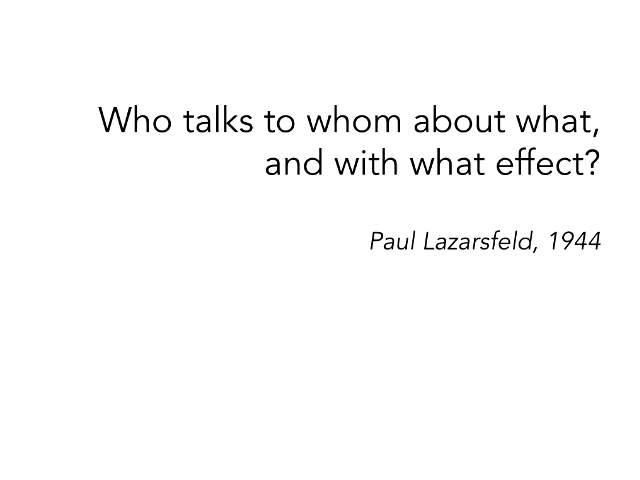 Who talks to whom about what,
and with what effect?
Paul Lazarsfeld, 1944